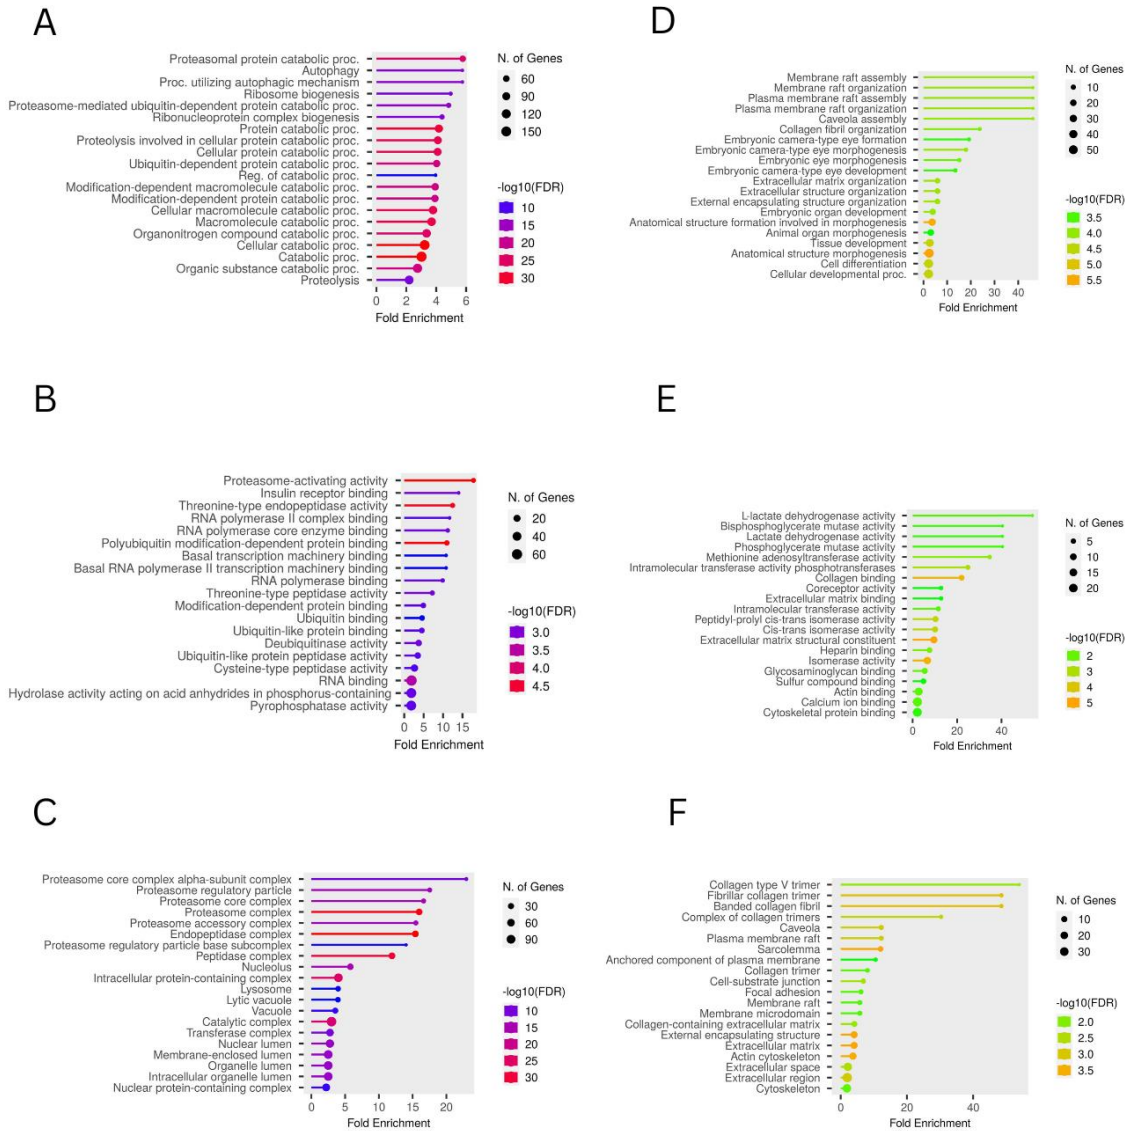 A
Proteasomal protein catabolic proc.
Autophagy
Proc. utilizing autophagic mechanism
Ribosome biogenesis
Proteasome-mediated ubiquitin-dependent protein catabolic proc.
Ribonucleoprotein complex biogenesis
Protein catabolic proc.
Proteolysis involved in cellular protein catabolic proc.
Cellular protein catabolic proc.
Ubiquitin-dependent protein catabolic proc.
Reg. of catabolic proc.
Modification-dependent macromolecule catabolic proc.
Modification-dependent protein catabolic proc.
Cellular macromolecule catabolic proc.
Macromolecule catabolic proc.
Organonitrogen compound catabolic proc.
Cellular catabolic proc.
Catabolic proc.
Organic substance catabolic proc.
Proteolysis
0 2 4 6
Fold Enrichment
N. of Genes
60
90
120
150
-log10(FDR)
10
15
20
25
30
D
Membrane raft assembly
Membrane raft organization
Plasma membrane raft assembly
Plasma membrane raft organization
Caveola assembly
Collagen fibril organization
Embryonic camera-type eye formation
Embryonic camera-type eye morphogenesis
Embryonic eye morphogenesis
Embryonic camera-type eye development
Extracellular matrix organization
Extracellular structure organization
External encapsulating structure organization
Embryonic organ development
Anatomical structure formation involved in morphogenesis
Animal organ morphogenesis
Tissue development
Anatomical structure morphogenesis
Cell differentiation
Cellular developmental proc.
0 10 20 30 40
Fold Enrichment
N. of Genes
10
20
30
40
50
-log10(FDR)
3.5
4.0
4.5
5.0
5.5
B
Proteasome-activating activity
Insulin receptor binding
Threonine-type endopeptidase activity
RNA polymerase II complex binding
RNA polymerase core enzyme binding
Polyubiquitin modification-dependent protein binding
Basal transcription machinery binding
Basal RNA polymerase II transcription machinery binding
RNA polymerase binding
Threonine-type peptidase activity
Modification-dependent protein binding
Ubiquitin binding
Ubiquitin-like protein binding
Deubiquitinase activity
Ubiquitin-like protein peptidase activity
Cysteine-type peptidase activity
RNA binding
Hydrolase activity acting on acid anhydrides in phosphorus-containing
Pyrophosphatase activity
0 5 10 15
Fold Enrichment
N. of Genes
20
40
60
-log10(FDR)
3.0
3.5
4.0
4.5
E
L-lactate dehydrogenase activity
Bisphosphoglycerate mutase activity
Lactate dehydrogenase activity
Phosphoglycerate mutase activity
Methionine adenosyltransferase activity
Intramolecular transferase activity phosphotransferases
Collagen binding
Coreceptor activity
Extracellular matrix binding
Intramolecular transferase activity
Peptidyl-prolyl cis-trans isomerase activity
Cis-trans isomerase activity
Extracellular matrix structural constituent
Heparin binding
Isomerase activity
Glycosaminoglycan binding
Sulfur compound binding
Actin binding
Calcium ion binding
Cytoskeletal protein binding
0 20 40
Fold Enrichment
N. of Genes
5
10
15
20
-log10(FDR)
2
3
4
5
C
Proteasome core complex alpha-subunit complex
Proteasome regulatory particle
Proteasome core complex
Proteasome complex
Proteasome accessory complex
Endopeptidase complex
Proteasome regulatory particle base subcomplex
Peptidase complex
Nucleolus
Intracellular protein-containing complex
Lysosome
Lytic vacuole
Vacuole
Catalytic complex
Transferase complex
Nuclear lumen
Membrane-enclosed lumen
Organelle lumen
Intracellular organelle lumen
Nuclear protein-containing complex
0 5 10 15 20
Fold Enrichment
N. of Genes
30
60
90
-log10(FDR)
10
15
20
25
30
F
Collagen type V trimer
Fibrillar collagen trimer
Banded collagen fibril
Complex of collagen trimers
Caveola
Plasma membrane raft
Sarcolemma
Anchored component of plasma membrane
Collagen trimer
Cell-substrate junction
Focal adhesion
Membrane raft
Membrane microdomain
Collagen-containing extracellular matrix
External encapsulating structure
Extracellular matrix
Actin cytoskeleton
Extracellular space
Extracellular region
Cytoskeleton
0 20 40
Fold Enrichment
N. of Genes
10
20
30
-log10(FDR)
2.0
2.5
3.0
3.5